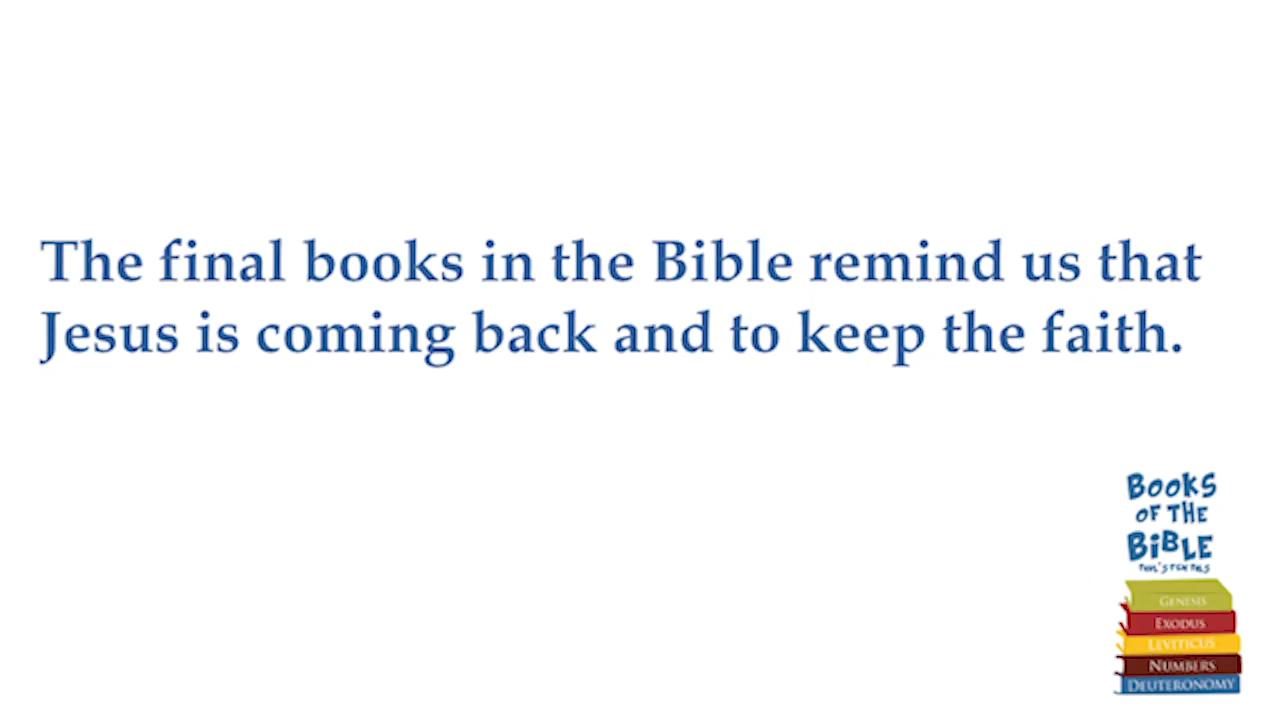 The final books in the Bible remind us that
Jesus is coming back and to keep the faith.
BOOKS
OF THE
BiBLE
GENESIS
EXODUS
LEVITICUS
NUMBERS
DEUTERONOMY